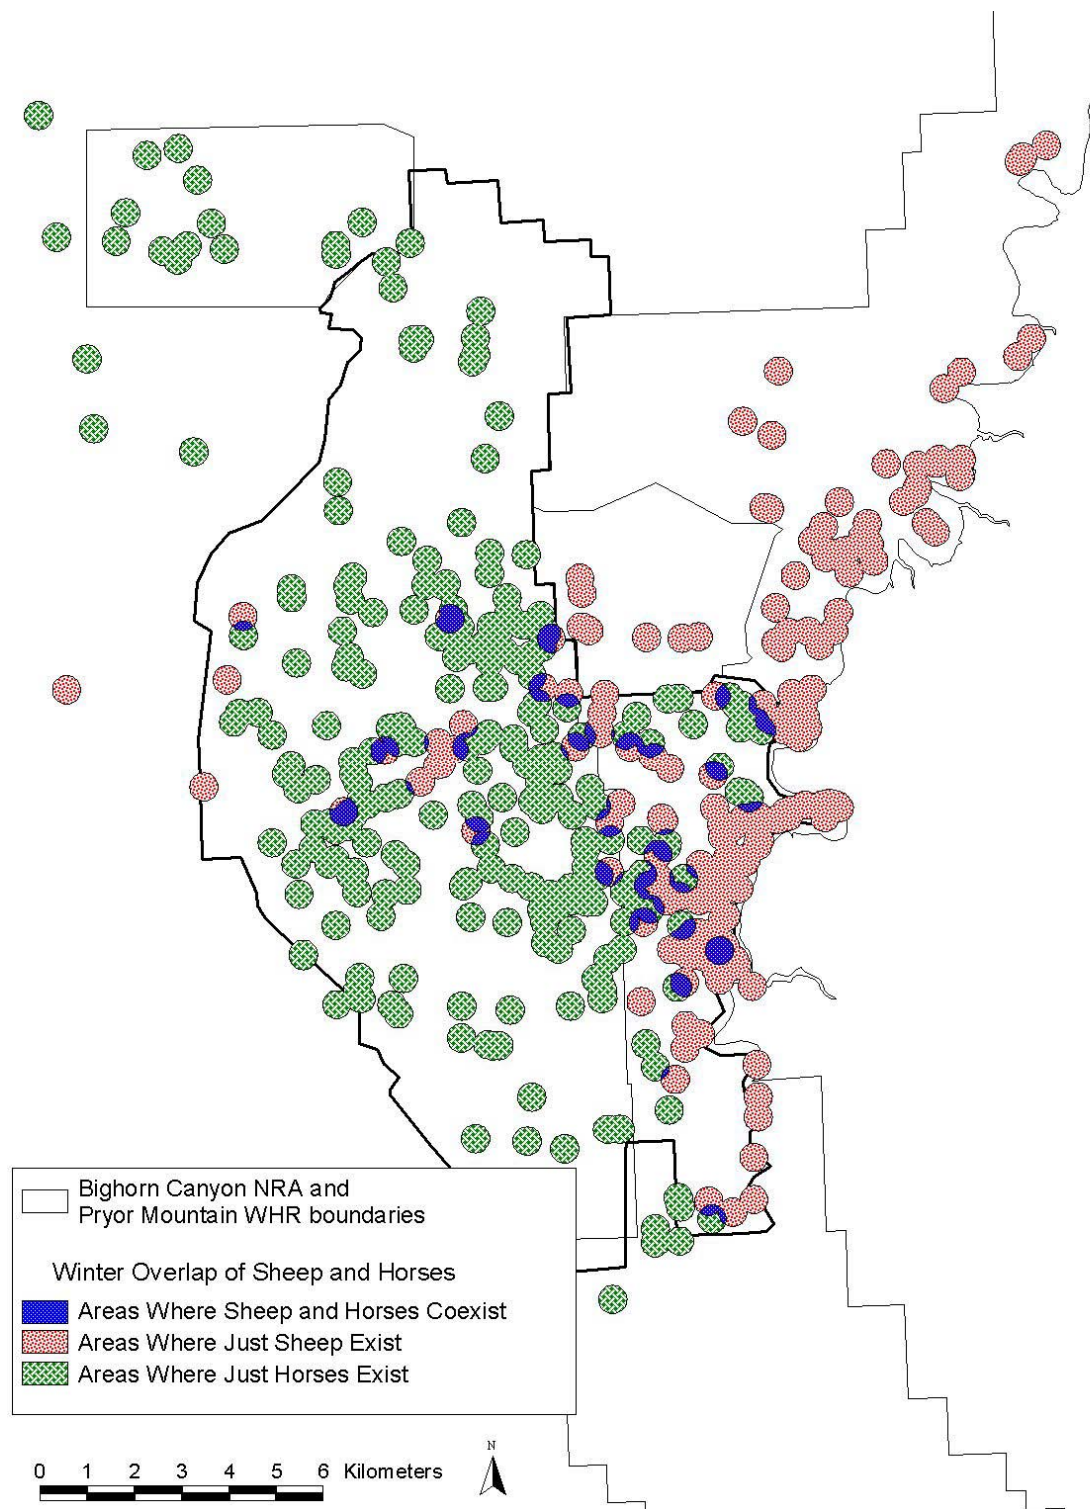 Bighorn Canyon NRA and
Pryor Mountain WHR boundaries
Winter Overlap of Sheep and Horses
Areas Where Sheep and Horses Coexist
Areas Where Just Sheep Exist
Areas Where Just Horses Exist
N
0 1 2 3 4 5 6 Kilometers